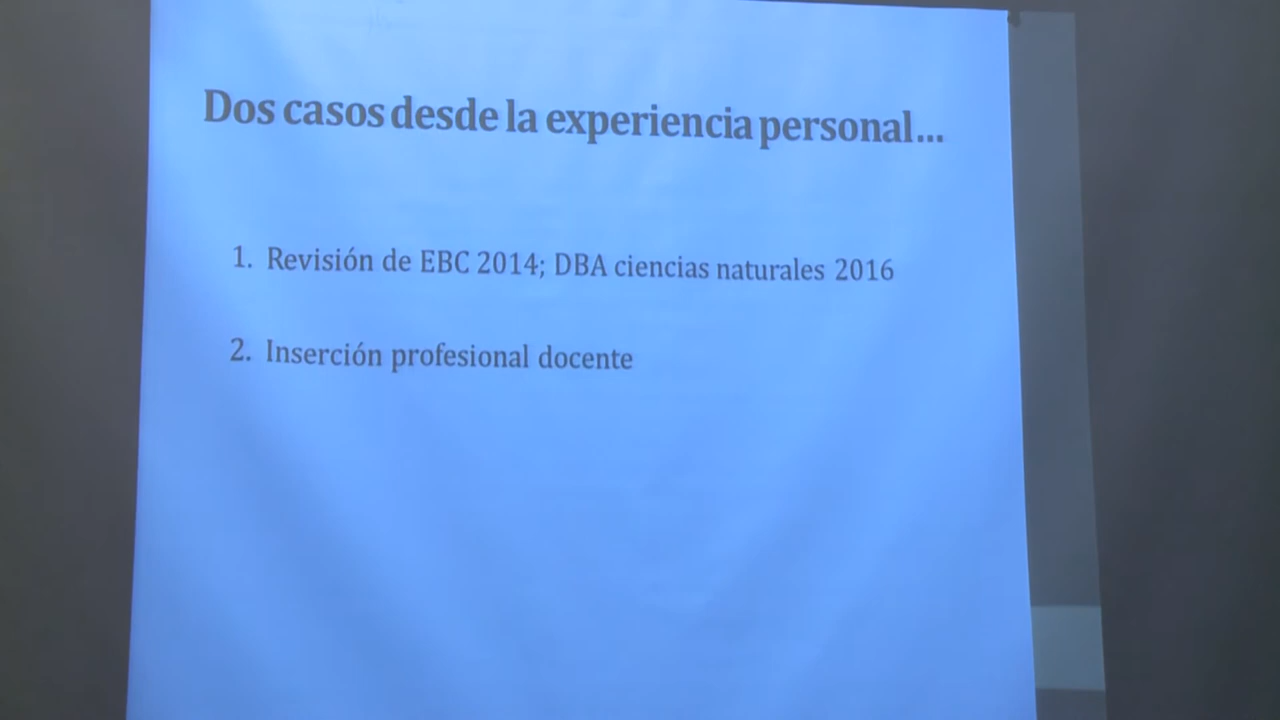 Dos casos desde la experiencia personal...
1. Revisión de EBC 2014; DBA ciencias naturales 2016
2. Inserción profesional docente